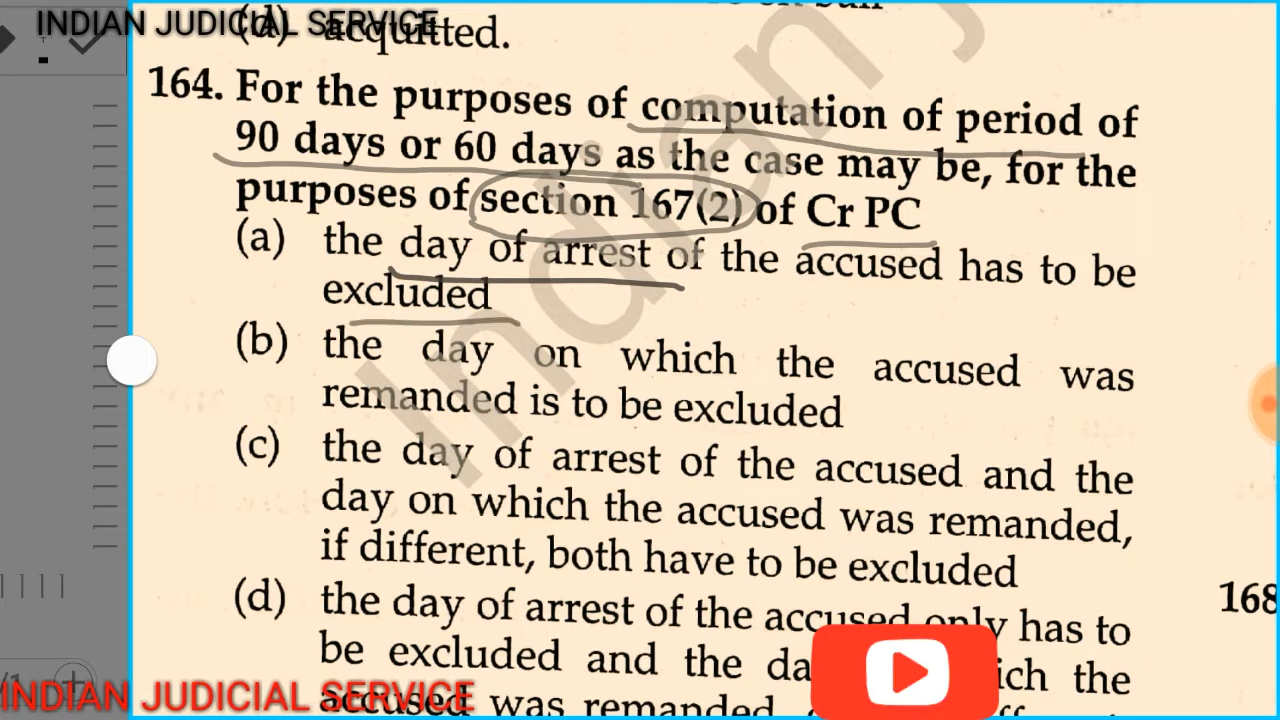 INDIAN JUDICIAL SERVICE
(d) acquitted.
164. For the purposes of computation of period of
90 days or 60 days as the case may be, for the
purposes of section 167(2) of Cr PC
(a) the day of arrest of the accused has to be
excluded
(b) the day on which the accused was
remanded is to be excluded
(c) the day of arrest of the accused and the
day on which the accused was remanded,
if different, both have to be excluded
(d) the day of arrest of the accused only has to
be excluded and the the
accused was remanded,
168
Indian
INDIAN JUDICIAL SERVICE